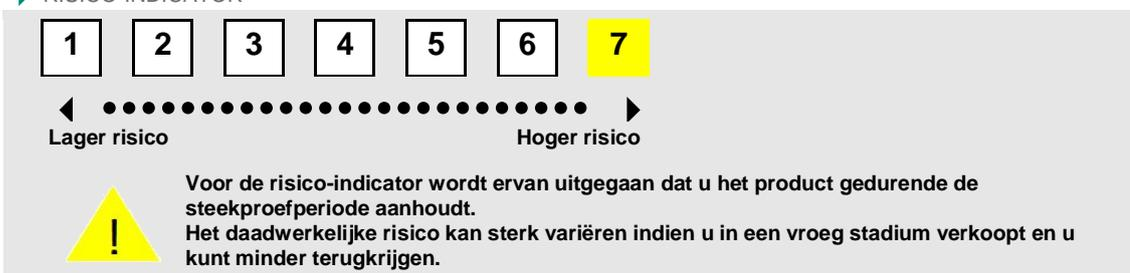 RISICO-INDICATOR
1 2 3 4 5 6 7
Lager risico Hoger risico
Voor de risico-indicator wordt ervan uitgegaan dat u het product gedurende de
steekproefperiode aanhoudt.
! Het daadwerkelijke risico kan sterk variëren indien u in een vroeg stadium verkoopt en u
kunt minder terugkrijgen.